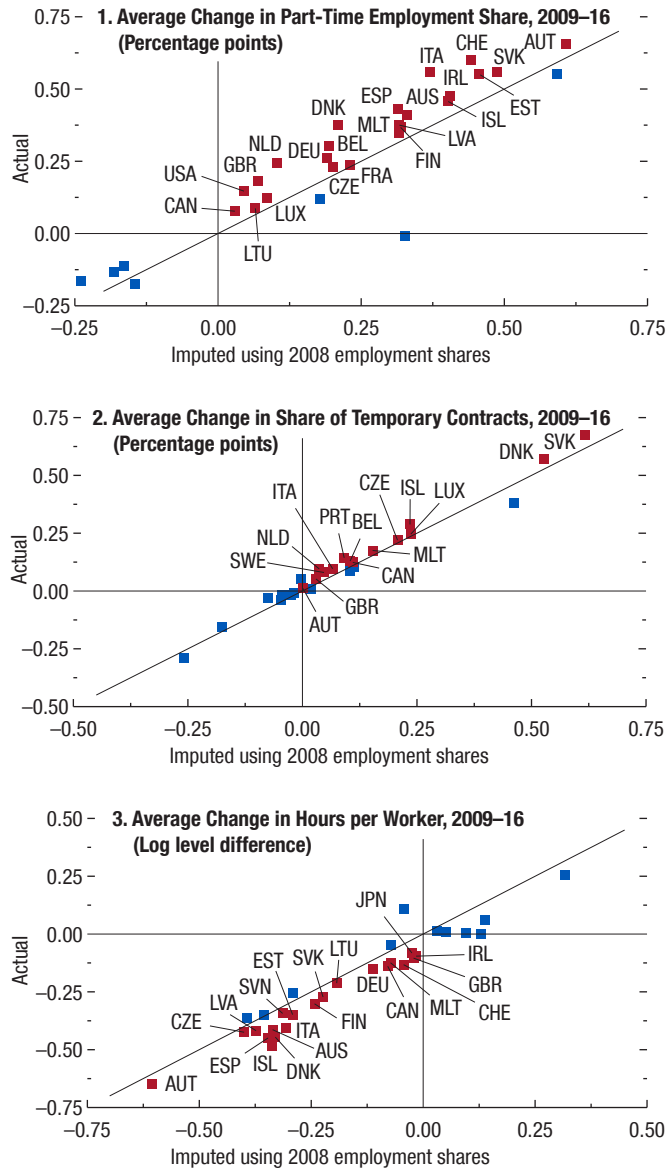 1. Average Change in Part-Time Employment Share, 2009–16
(Percentage points)
0.75
0.50
0.25
0.00
–0.25
Actual
AUT
CHE
SVK
ITA
IRL
EST
ESP
AUS
ISL
DNK
MLT
LVA
FIN
NLD
DEU
BEL
USA
GBR
CZE
FRA
CAN
LUX
LTU
–0.25
0.00
0.25
0.50
0.75
Imputed using 2008 employment shares
2. Average Change in Share of Temporary Contracts, 2009–16
(Percentage points)
0.75
0.50
0.25
0.00
–0.25
–0.50
Actual
SVK
DNK
CZE
ISL
LUX
ITA
PRT
BEL
NLD
MLT
SWE
CAN
GBR
AUT
–0.50
–0.25
0.00
0.25
0.50
0.75
Imputed using 2008 employment shares
3. Average Change in Hours per Worker, 2009–16
(Log level difference)
0.50
0.25
0.00
–0.25
–0.50
–0.75
Actual
JPN
LTU
IRL
SVK
EST
DEU
GBR
SVN
CHE
MLT
CAN
LVA
FIN
CZE
ITA
AUS
ESP
ISL
DNK
AUT
–0.75
–0.50
–0.25
0.00
0.25
0.50
Imputed using 2008 employment shares